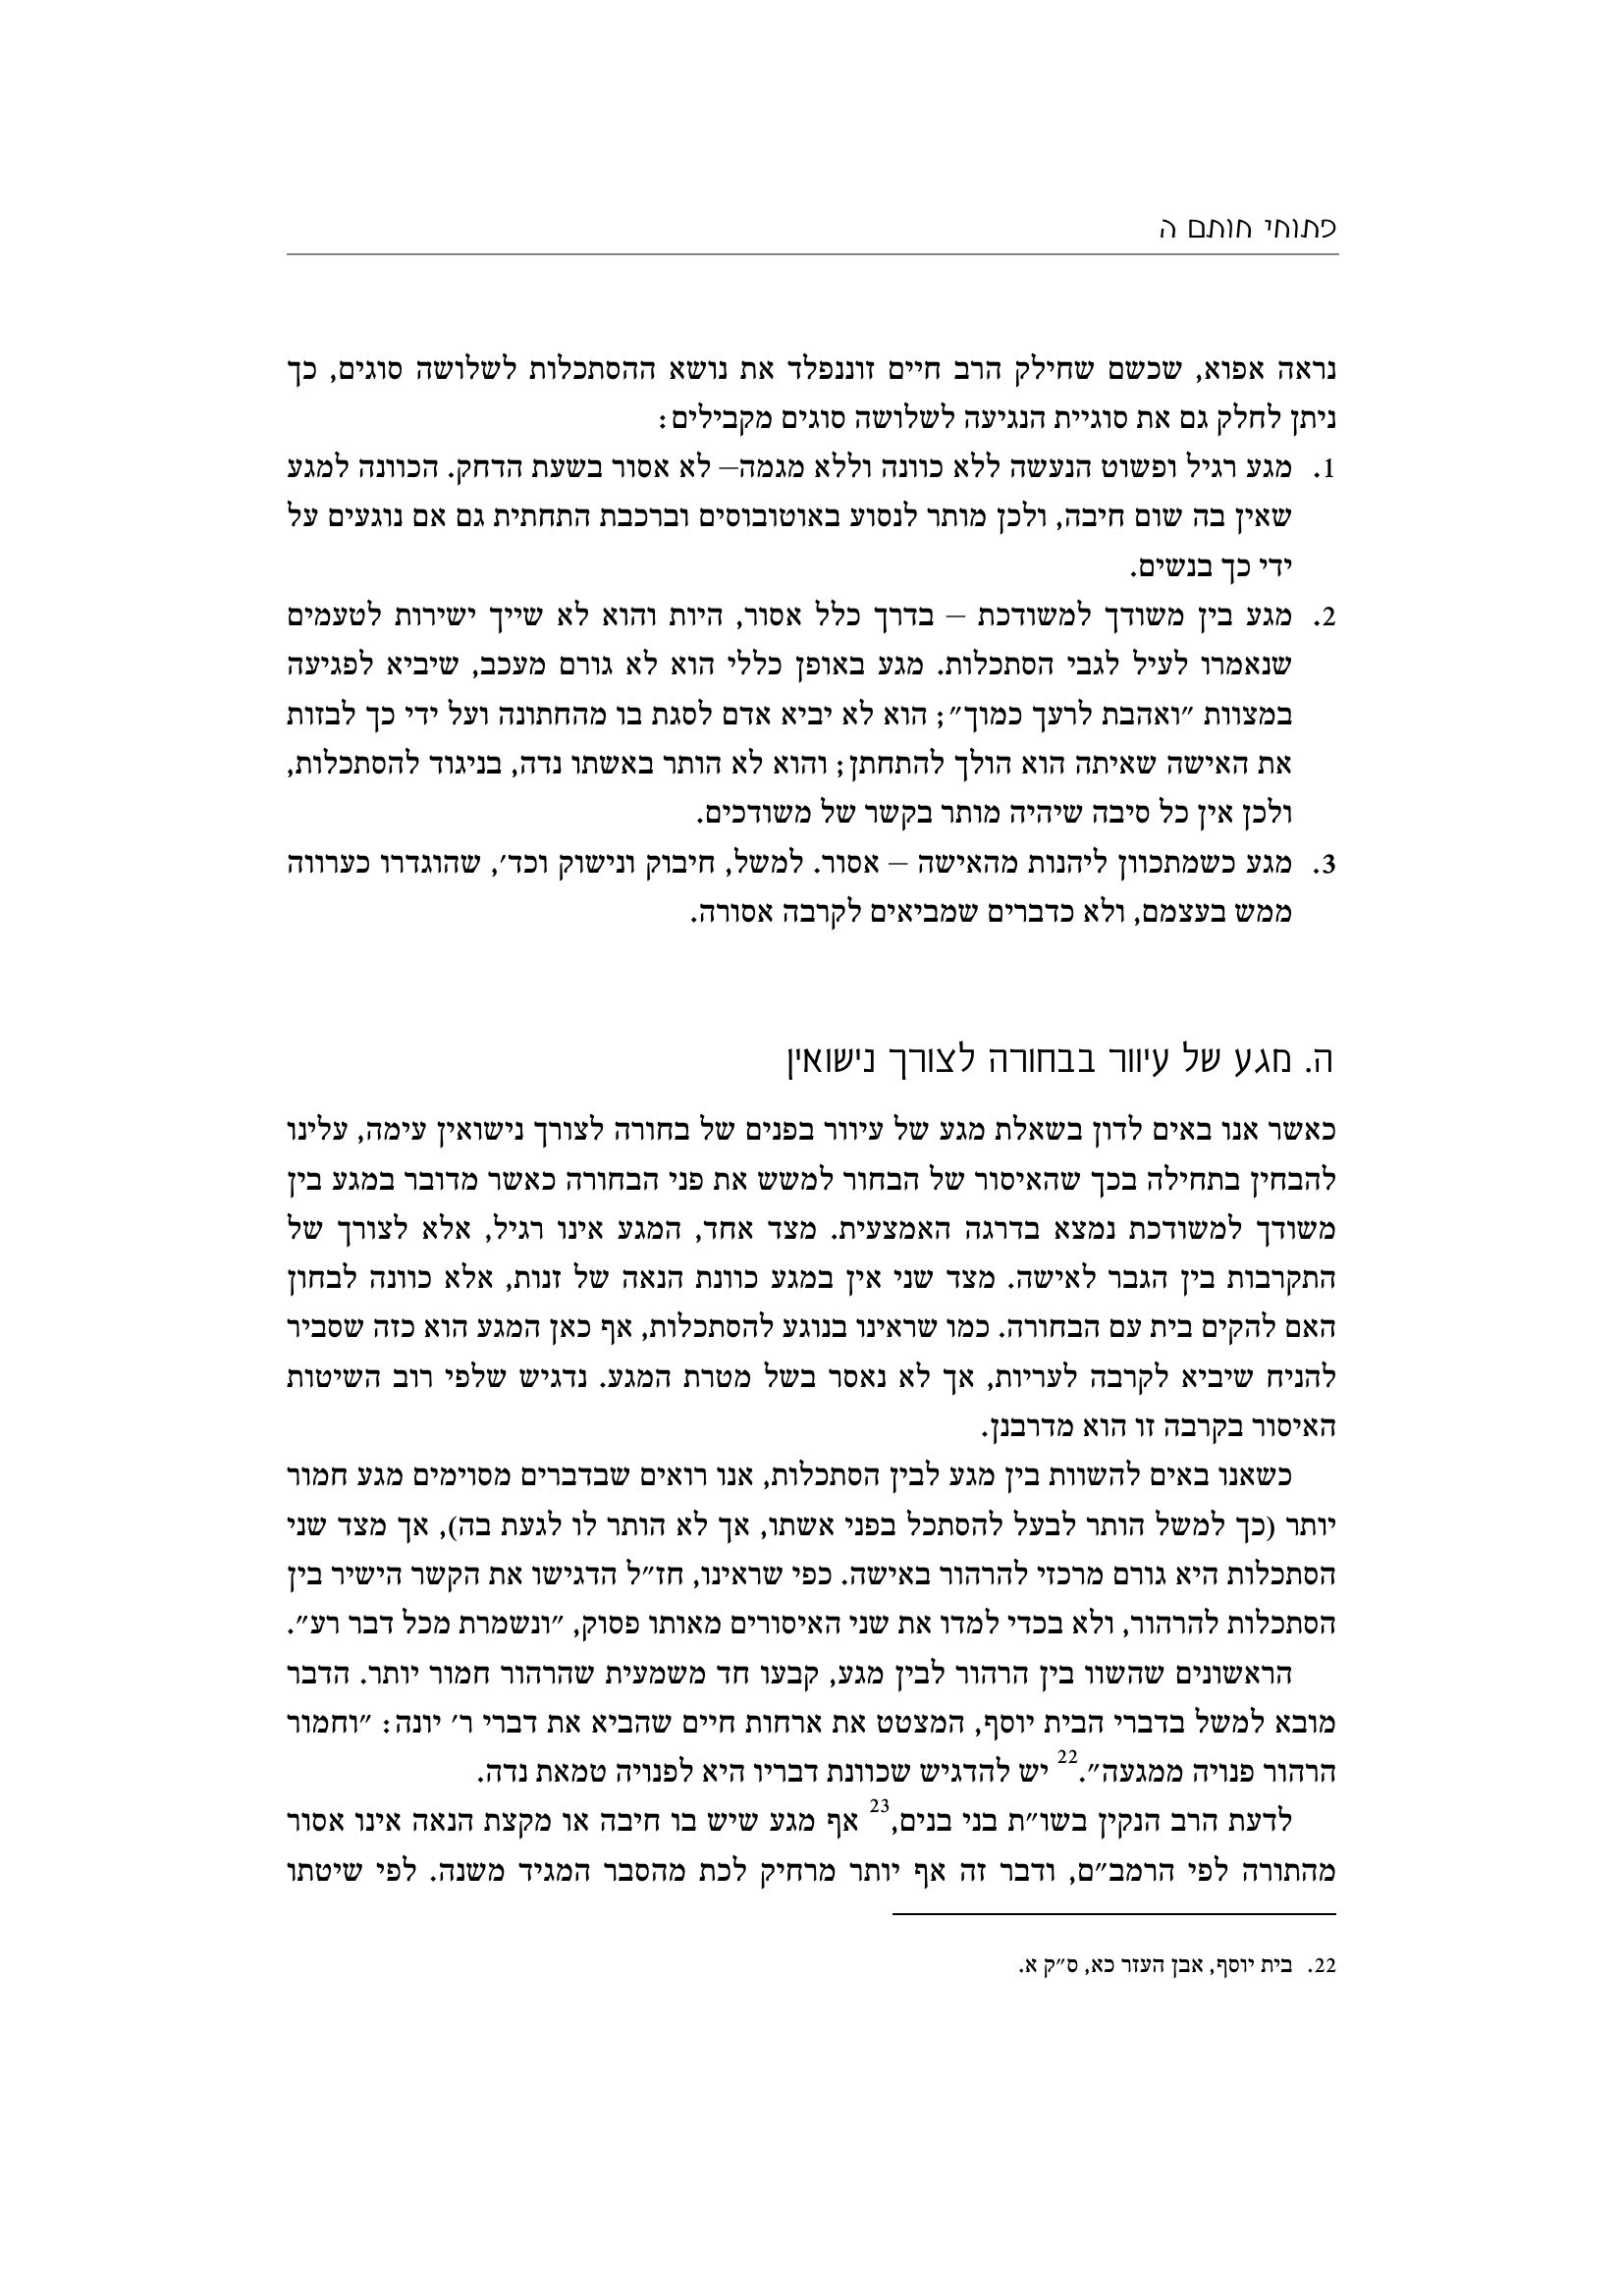 פתוחי חותם ה
נראה אפוא, שכשם שחילק הרב חיים זוננפלד את נושא ההסתכלות לשלושה סוגים, כך
ניתן לחלק גם את סוגיית הנגיעה לשלושה סוגים מקבילים:
1. מגע רגיל ופשוט הנעשה ללא כוונה וללא מגמה– לא אסור בשעת הדחק. הכוונה למגע
שאין בה שום חיבה, ולכן מותר לנסוע באוטובוסים וברכבת התחתית גם אם נוגעים על
ידי כך בנשים.
2. מגע בין משודך למשודכת – בדרך כלל אסור, היות והוא לא שייך ישירות לטעמים
שנאמרו לעיל לגבי הסתכלות. מגע באופן כללי הוא לא גורם מעכב, שיביא לפגיעה
במצוות ״ואהבת לרעך כמוך״; הוא לא יביא אדם לסגת בו מהחתונה ועל ידי כך לבזות
את האישה שאיתה הוא הולך להתחתן; והוא לא הותר באשתו נדה, בניגוד להסתכלות,
ולכן אין כל סיבה שיהיה מותר בקשר של משודכים.
3. מגע כשמתכוון ליהנות מהאישה – אסור. למשל, חיבוק ונישוק וכד׳, שהוגדרו כערווה
ממש בעצמם, ולא כדברים שמביאים לקרבה אסורה.
ה. מגע של עיוור בבחורה לצורך נישואין
כאשר אנו באים לדון בשאלת מגע של עיוור בפנים של בחורה לצורך נישואין עימה, עלינו
להבחין בתחילה בכך שהאיסור של הבחור למשש את פני הבחורה כאשר מדובר במגע בין
משודך למשודכת נמצא בדרגה האמצעית. מצד אחד, המגע אינו רגיל, אלא לצורך של
התקרבות בין הגבר לאישה. מצד שני אין במגע כוונת הנאה של זנות, אלא כוונה לבחון
האם להקים בית עם הבחורה. כמו שראינו בנוגע להסתכלות, אף כאן המגע הוא כזה שסביר
להניח שיביא לקרבה לעריות, אך לא נאסר בשל מטרת המגע. נדגיש שלפי רוב השיטות
האיסור בקרבה זו הוא מדרבנן.
כשאנו באים להשוות בין מגע לבין הסתכלות, אנו רואים שבדברים מסוימים מגע חמור
יותר (כך למשל הותר לבעל להסתכל בפני אשתו, אך לא הותר לו לגעת בה), אך מצד שני
הסתכלות היא גורם מרכזי להרהור באישה. כפי שראינו, חז״ל הדגישו את הקשר הישיר בין
הסתכלות להרהור, ולא בכדי למדו את שני האיסורים מאותו פסוק, ״ונשמרת מכל דבר רע״.
הראשונים שהשוו בין הרהור לבין מגע, קבעו חד משמעית שהרהור חמור יותר. הדבר
מובא למשל בדברי הבית יוסף, המצטט את ארחות חיים שהביא את דברי ר׳ יונה: ״וחמור
הרהור פנויה ממגעה״.22 יש להדגיש שכוונת דבריו היא לפנויה טמאת נדה.
לדעת הרב הנקין בשו״ת בני בנים,23 אף מגע שיש בו חיבה או מקצת הנאה אינו אסור
מהתורה לפי הרמב״ם, ודבר זה אף יותר מרחיק לכת מהסבר המגיד משנה. לפי שיטתו
22. בית יוסף, אבן העזר כא, ס״ק א.